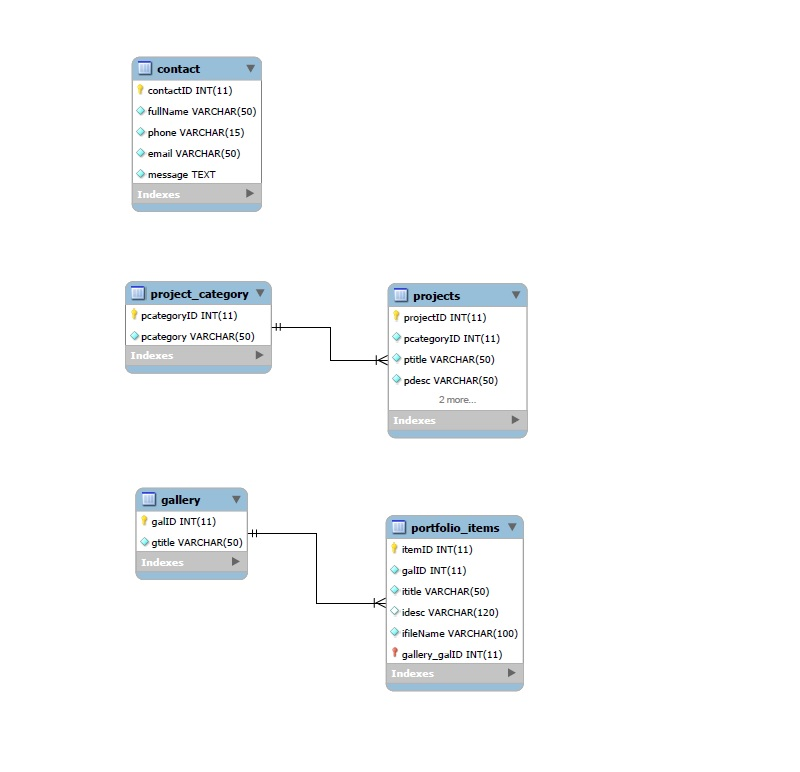 contact
contactID INT(11)
fullName VARCHAR(50)
phone VARCHAR(15)
email VARCHAR(50)
message TEXT
Indexes
project_category
pcategoryID INT(11)
pcategory VARCHAR(50)
Indexes
projects
projectID INT(11)
pcategoryID INT(11)
ptitle VARCHAR(50)
pdesc VARCHAR(50)
2 more...
Indexes
gallery
galID INT(11)
gtitle VARCHAR(50)
Indexes
portfolio_items
itemID INT(11)
galID INT(11)
ititle VARCHAR(50)
idesc VARCHAR(120)
ifileName VARCHAR(100)
gallery_galID INT(11)
Indexes